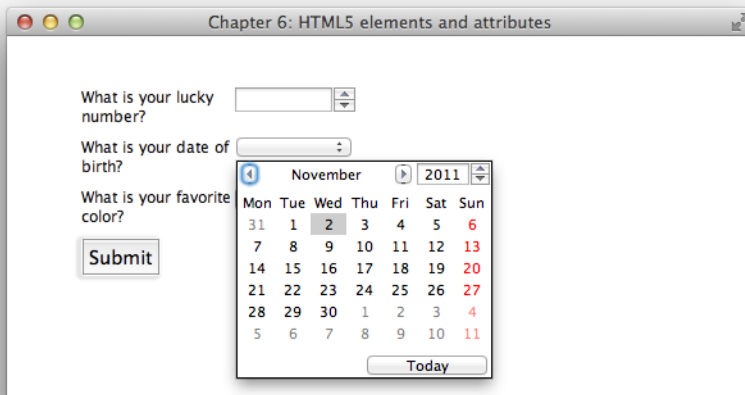 Chapter 6: HTML5 elements and attributes
What is your lucky
number?
What is your date of
birth?
What is your favorite
color?
Submit
November 2011
Mon Tue Wed Thu Fri Sat Sun
31 1 2 3 4 5 6
7 8 9 10 11 12 13
14 15 16 17 18 19 20
21 22 23 24 25 26 27
28 29 30 1 2 3 4
5 6 7 8 9 10 11
Today